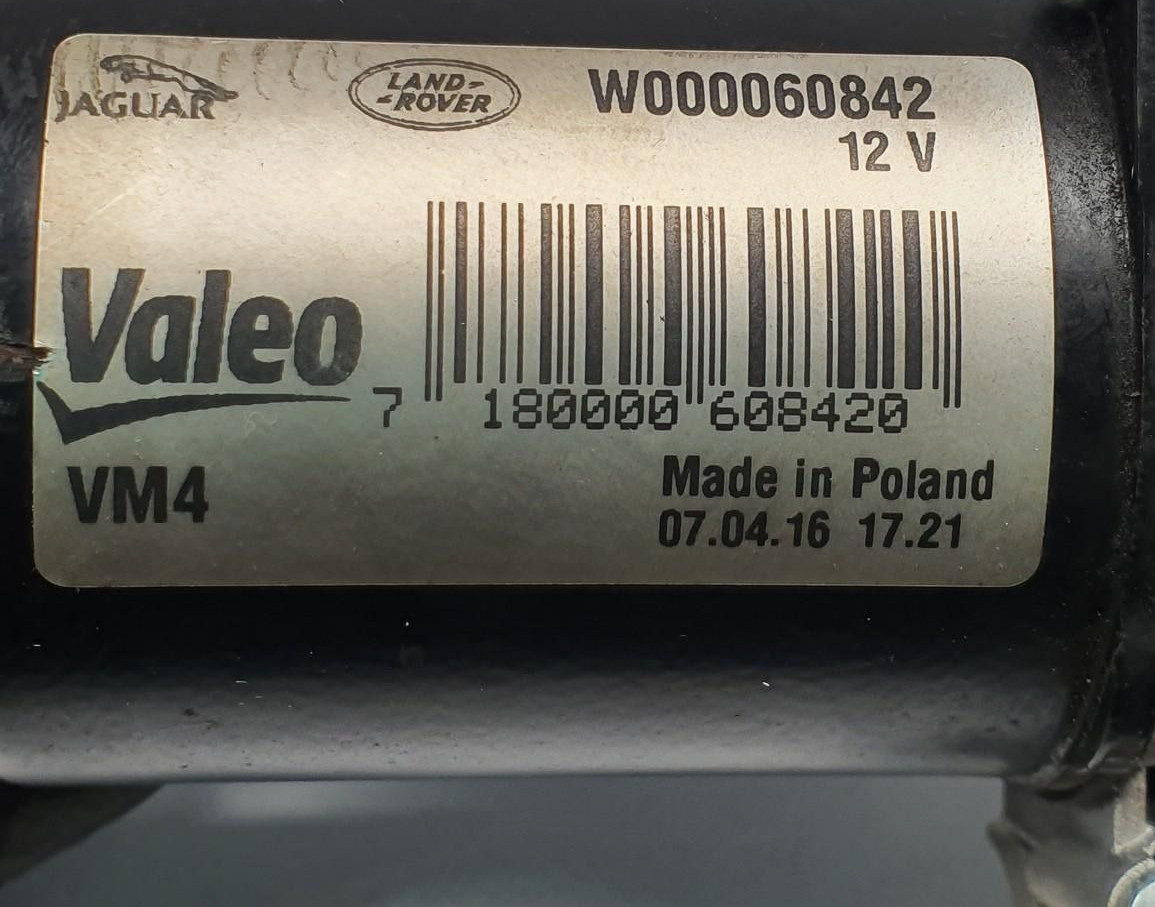 JAGUAR
LAND-
-ROVER
W000060842
12 V
Valeo
7 180000 608420
VM4
Made in Poland
07.04.16 17.21